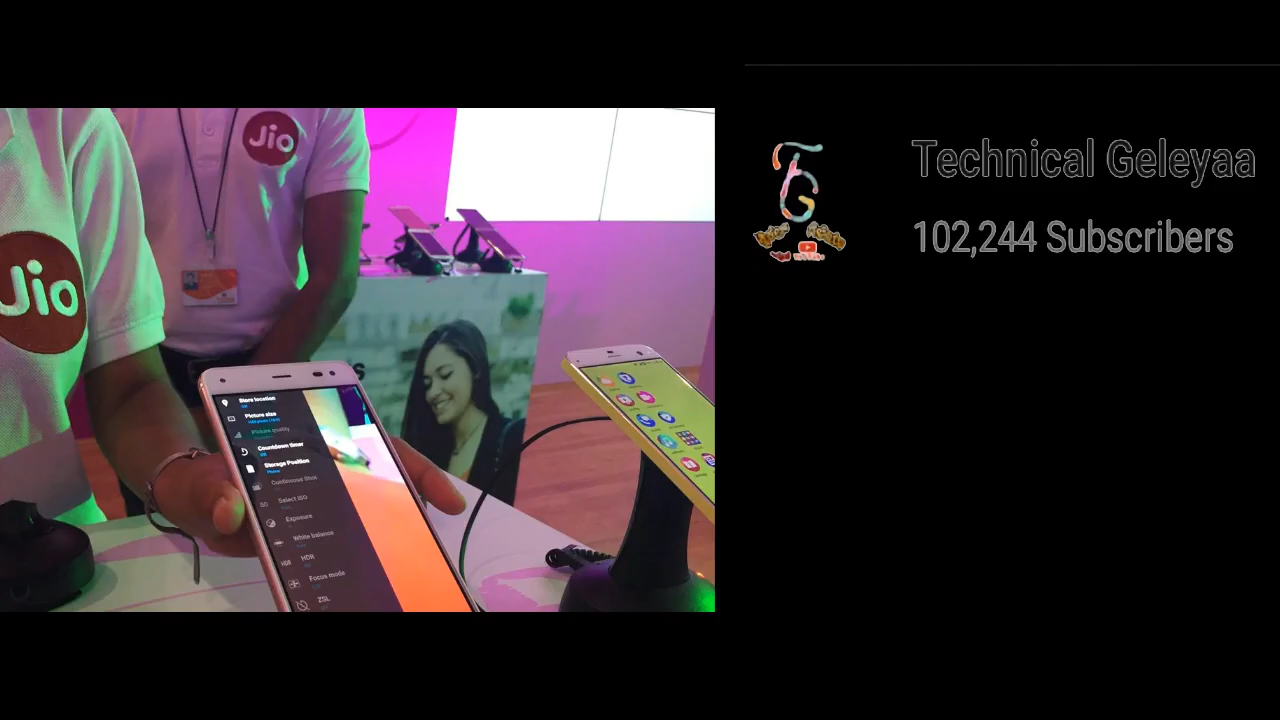 Jio
Jio
Store location
Picture size
Picture quality
Countdown timer
Storage Position
Continuous Shot
Select ISO
Exposure
White balance
HDR
Focus mode
ZSL
Technical Geleyaa
102,244 Subscribers